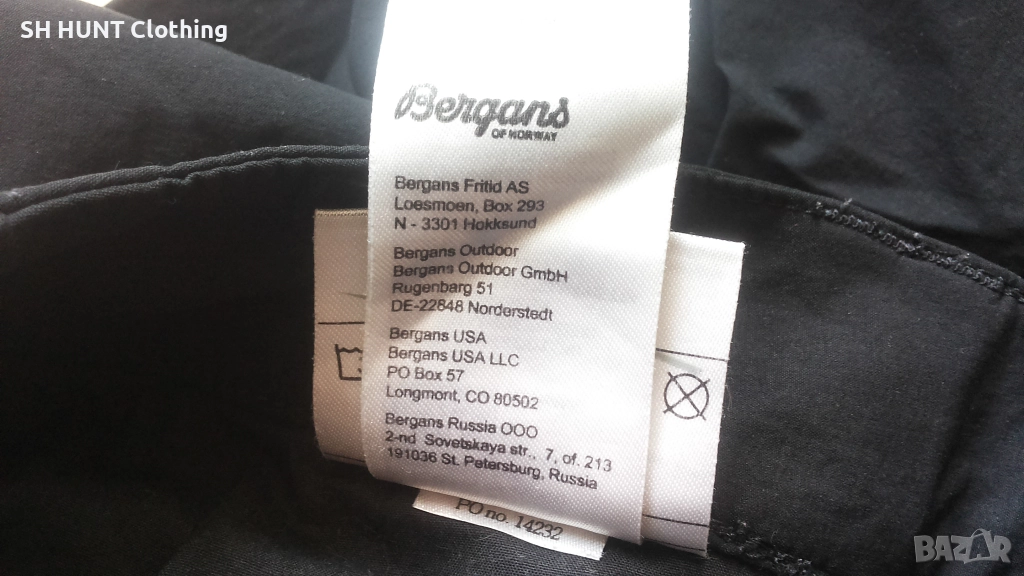 SH HUNT Clothing
Bergans
OF NORWAY
Bergans Fritid AS
Loesmoen, Box 293
N - 3301 Hokksund
Bergans Outdoor
Bergans Outdoor GmbH
Rugenbarg 51
DE-22848 Norderstedt
Bergans USA
Bergans USA LLC
PO Box 57
Longmont, CO 80502
Bergans Russia OOO
2-nd Sovetskaya str., 7, of. 213
191036 St. Petersburg, Russia
PO no. 14232
BAZAR